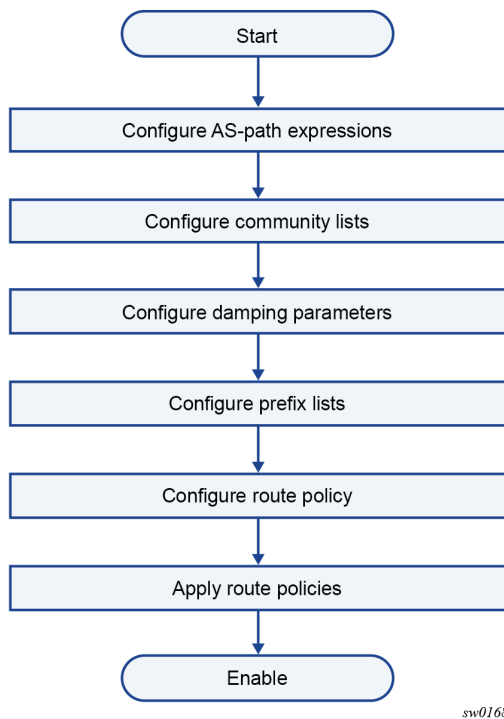 Start
Configure AS-path expressions
Configure community lists
Configure damping parameters
Configure prefix lists
Configure route policy
Apply route policies
Enable